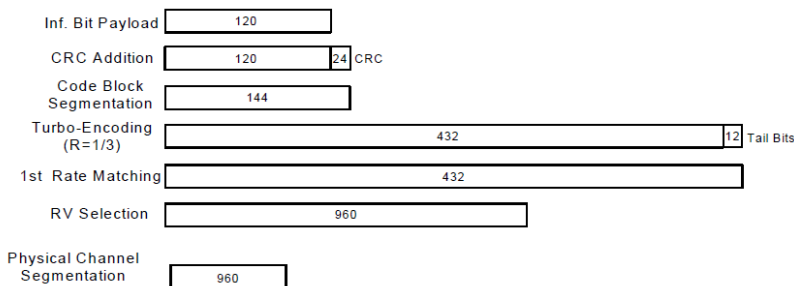 Inf. Bit Payload 120
CRC Addition 120 24 CRC
Code Block
Segmentation 144
Turbo-Encoding
(R=1/3) 432 12 Tail Bits
1st Rate Matching 432
RV Selection 960
Physical Channel
Segmentation 960